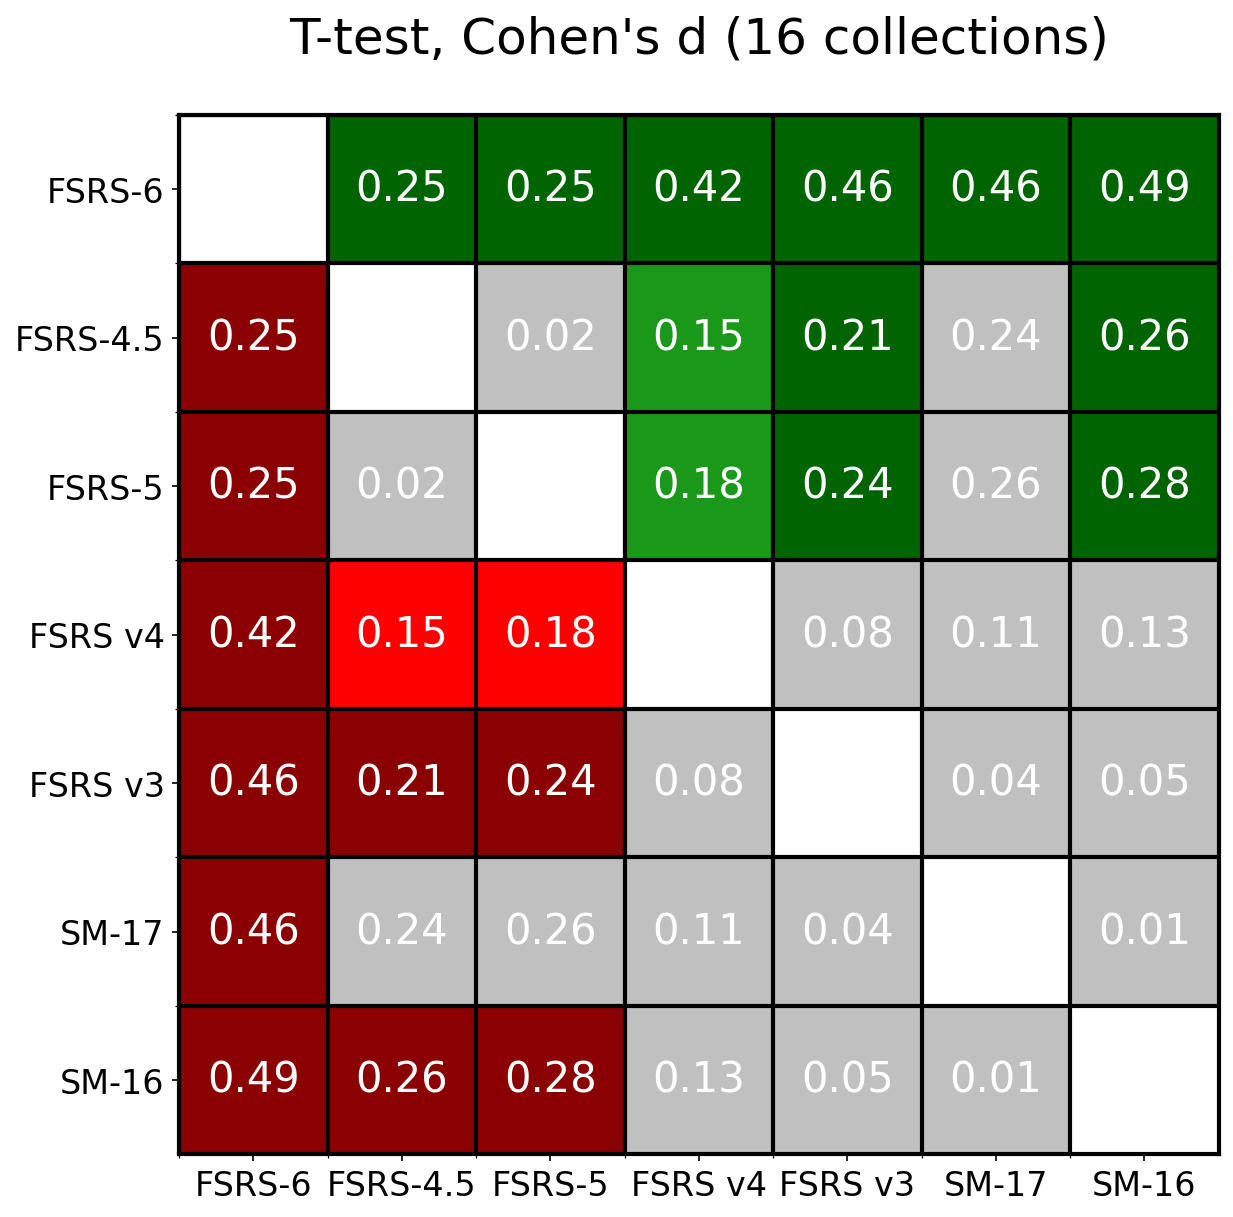 T-test, Cohen's d (16 collections)
FSRS-6 0.25 0.25 0.42 0.46 0.46 0.49
FSRS-4.5 0.25 0.02 0.15 0.21 0.24 0.26
FSRS-5 0.25 0.02 0.18 0.24 0.26 0.28
FSRS v4 0.42 0.15 0.18 0.08 0.11 0.13
FSRS v3 0.46 0.21 0.24 0.08 0.04 0.05
SM-17 0.46 0.24 0.26 0.11 0.04 0.01
SM-16 0.49 0.26 0.28 0.13 0.05 0.01
FSRS-6 FSRS-4.5 FSRS-5 FSRS v4 FSRS v3 SM-17 SM-16